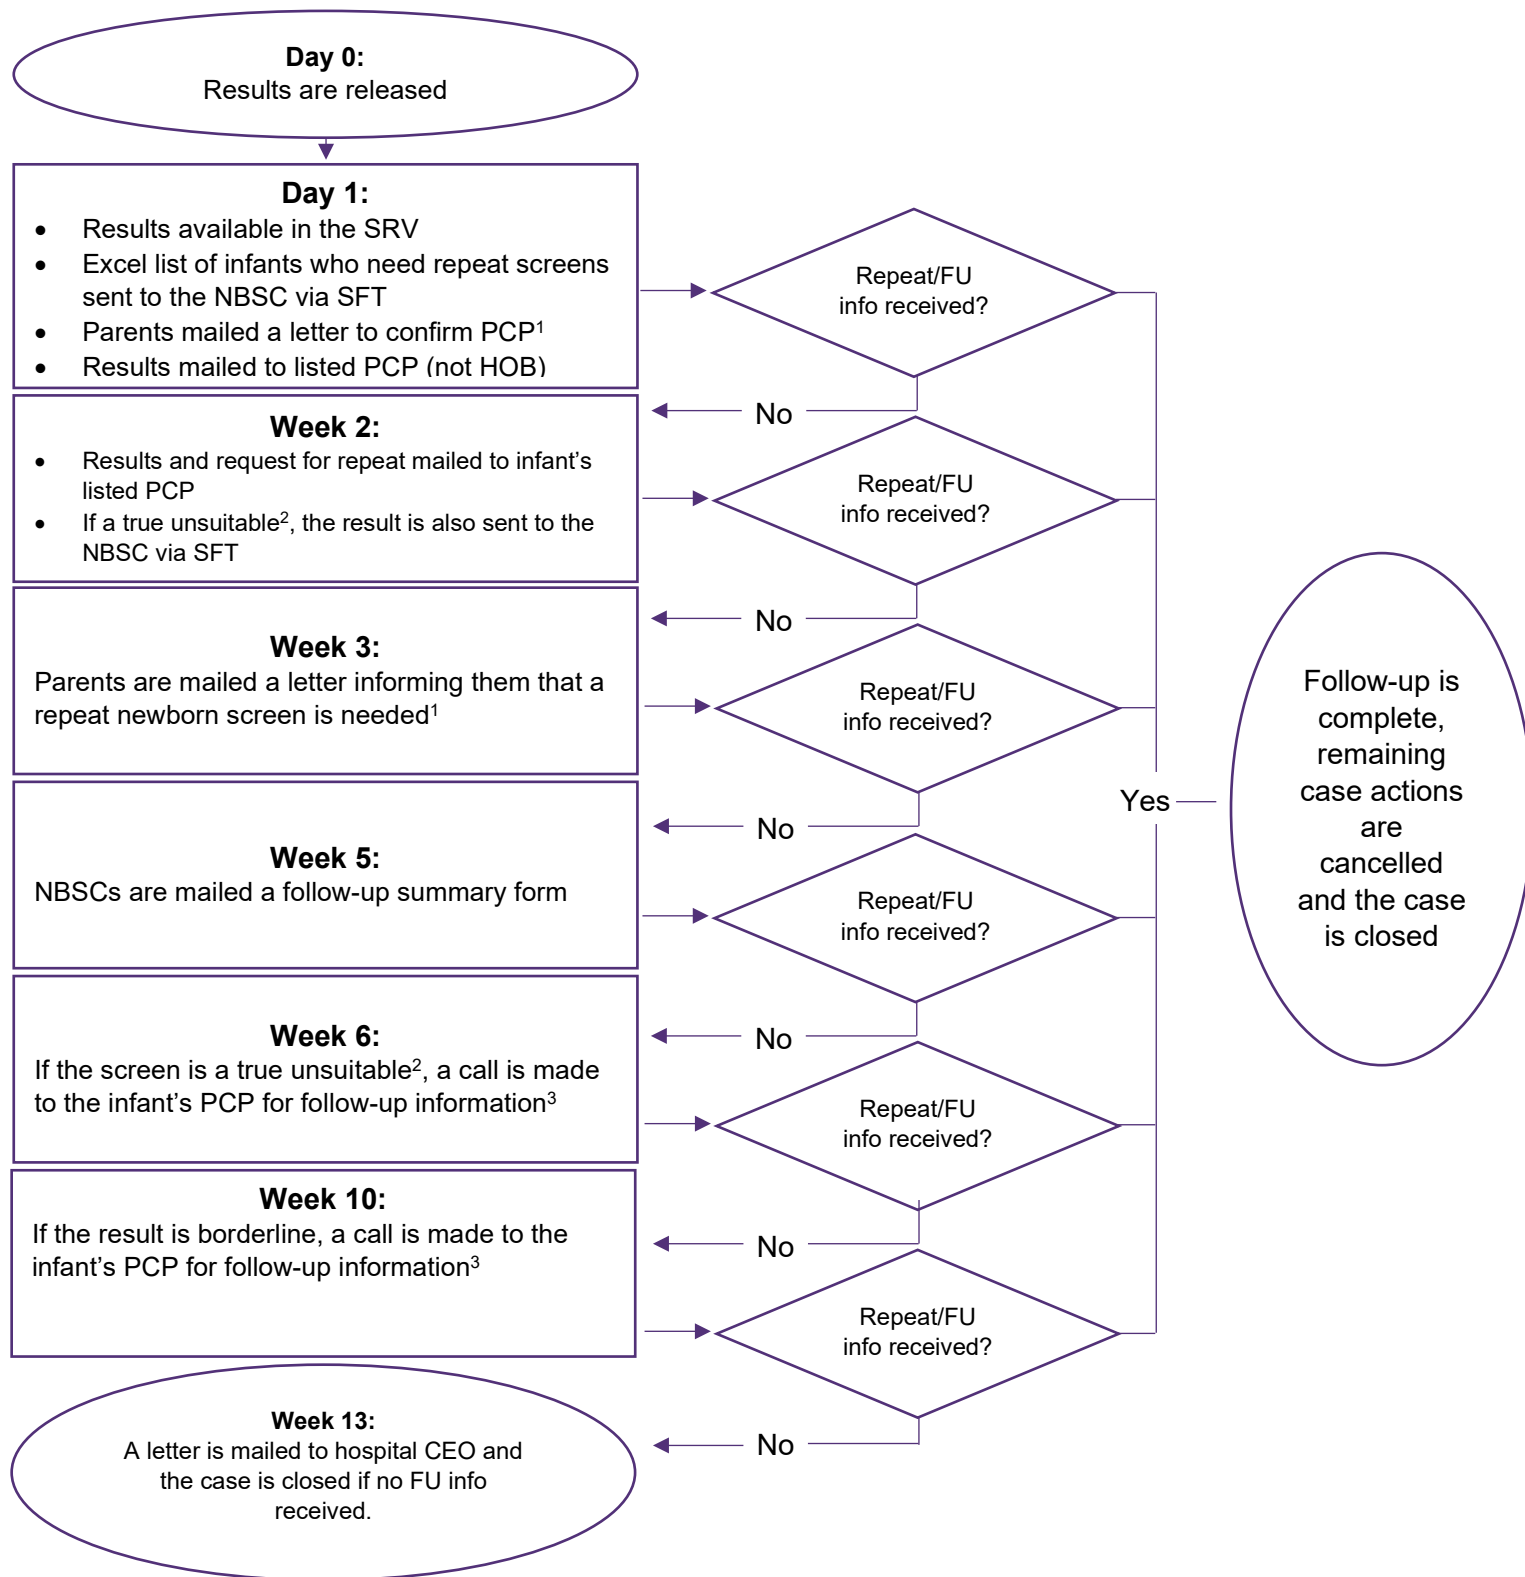 Day 0:
Results are released
Day 1:
• Results available in the SRV
• Excel list of infants who need repeat screens
sent to the NBSC via SFT
• Parents mailed a letter to confirm PCP¹
• Results mailed to listed PCP (not HOB)
Repeat/FU
info received?
No
Week 2:
• Results and request for repeat mailed to infant’s
listed PCP
• If a true unsuitable², the result is also sent to the
NBSC via SFT
Repeat/FU
info received?
No
Week 3:
Parents are mailed a letter informing them that a
repeat newborn screen is needed¹
Repeat/FU
info received?
No
Week 5:
NBSCs are mailed a follow-up summary form
Repeat/FU
info received?
No
Week 6:
If the screen is a true unsuitable², a call is made
to the infant’s PCP for follow-up information³
Repeat/FU
info received?
No
Week 10:
If the result is borderline, a call is made to the
infant’s PCP for follow-up information³
Repeat/FU
info received?
No
Week 13:
A letter is mailed to hospital CEO and
the case is closed if no FU info
received.
Yes
Follow-up is
complete,
remaining
case actions
are
cancelled
and the case
is closed